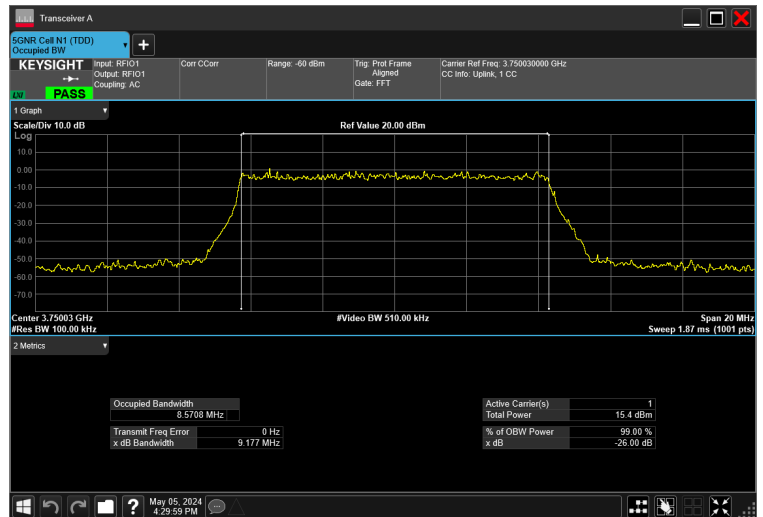 Transceiver A
5GNR Cell N1 (TDD)
Occupied BW
KEYSIGHT
LXI
PASS
Input: RFIO1
Output: RFIO1
Coupling: AC
Corr CCorr
Range: -60 dBm
Trig: Prot Frame
Aligned
Gate: FFT
Carrier Ref Freq: 3.750030000 GHz
CC Info: Uplink, 1 CC
1 Graph
Scale/Div 10.0 dB
Ref Value 20.00 dBm
Log
10.0
0.00
-10.0
-20.0
-30.0
-40.0
-50.0
-60.0
-70.0
Center 3.75003 GHz
#Video BW 510.00 kHz
Span 20 MHz
#Res BW 100.00 kHz
Sweep 1.87 ms (1001 pts)
2 Metrics
Occupied Bandwidth
8.5708 MHz
Transmit Freq Error 0 Hz
x dB Bandwidth 9.177 MHz
Active Carrier(s) 1
Total Power 15.4 dBm
% of OBW Power 99.00 %
x dB -26.00 dB
?
May 05, 2024
4:29:59 PM